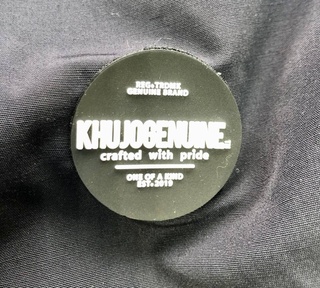 REG+TRDMK
GENUINE BRAND
KHUJOGENUINE.
crafted with pride
ONE OF A KIND
EST.2019